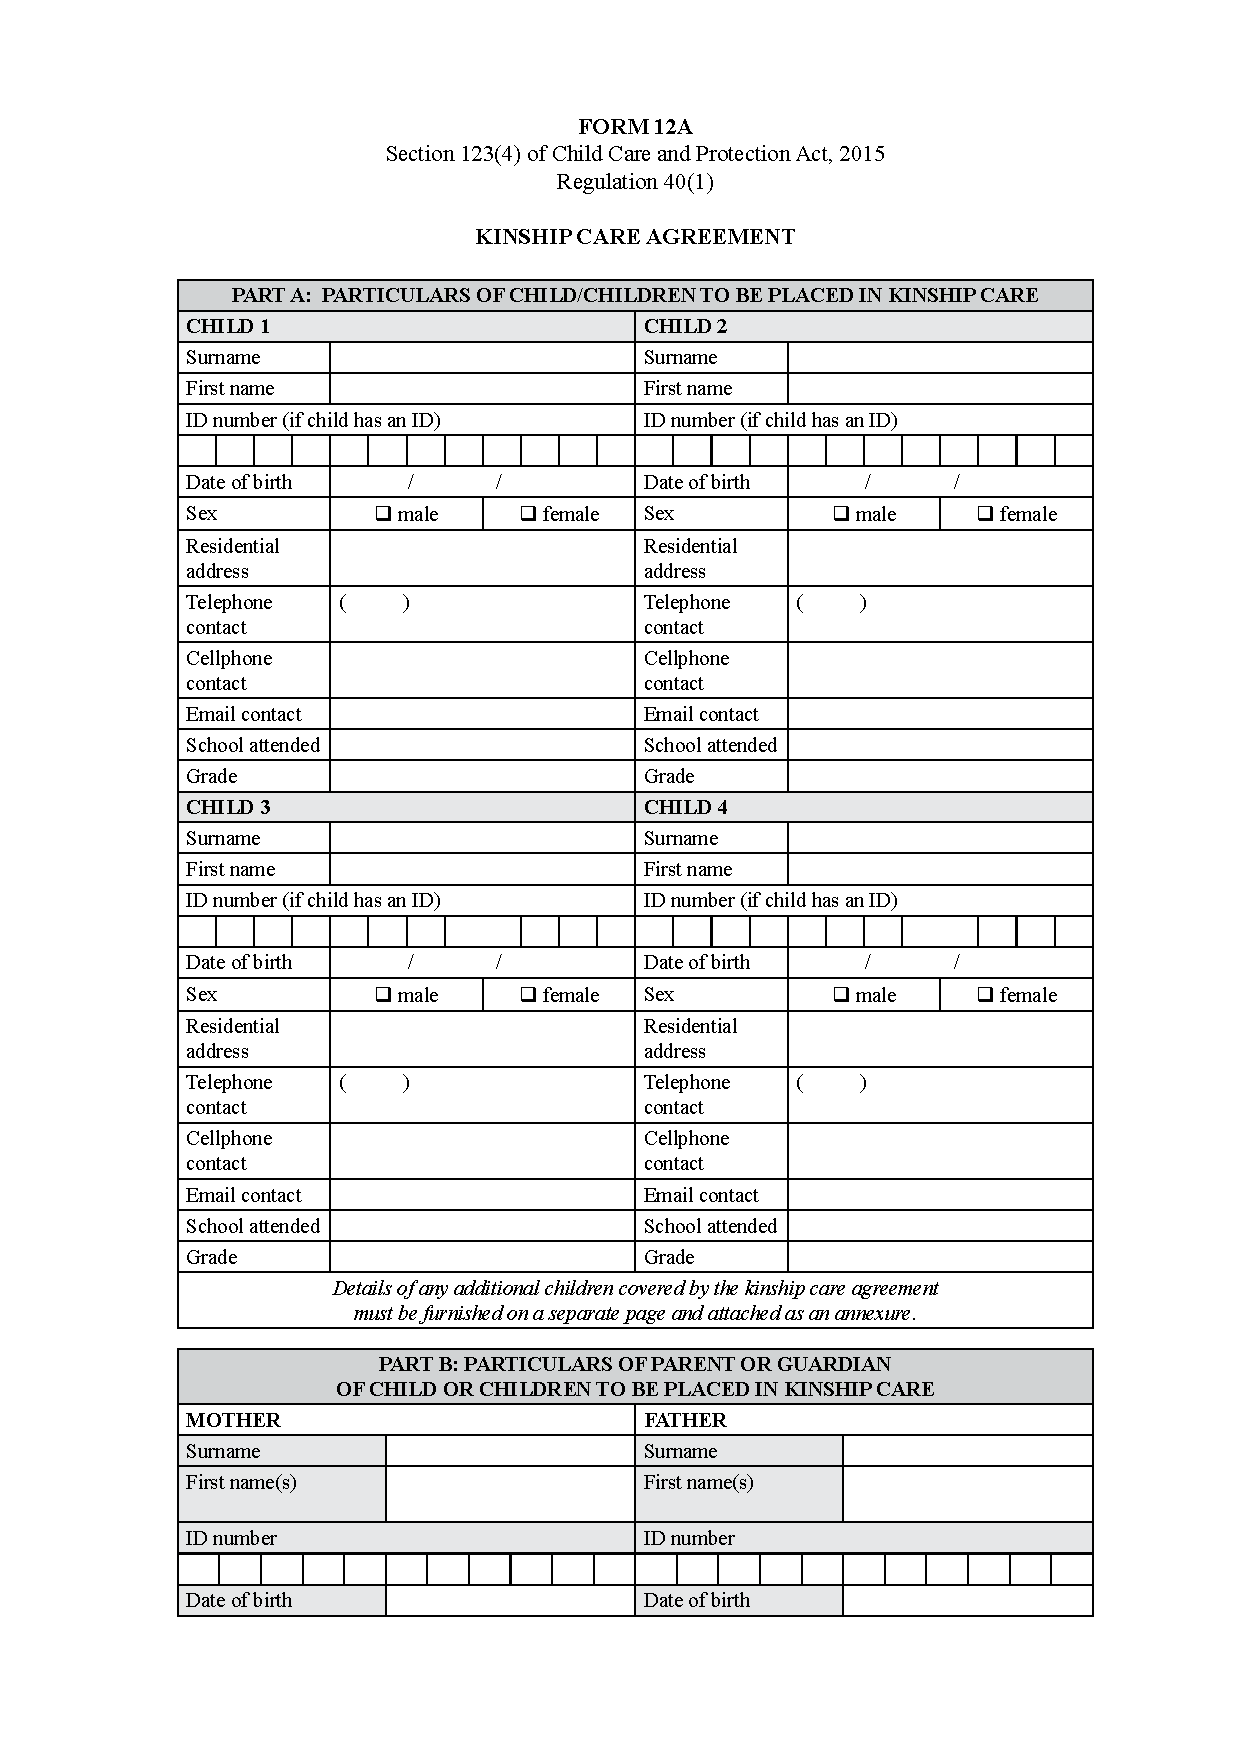 FORM 12A
Section 123(4) of Child Care and Protection Act, 2015
Regulation 40(1)
KINSHIP CARE AGREEMENT
PART A: PARTICULARS OF CHILD/CHILDREN TO BE PLACED IN KINSHIP CARE
CHILD 1 CHILD 2
Surname Surname
First name First name
ID number (if child has an ID) ID number (if child has an ID)
Date of birth / / Date of birth / /
Sex ❑ male ❑ female Sex ❑ male ❑ female
Residential address Residential address
Telephone contact ( ) Telephone contact ( )
Cellphone contact Cellphone contact
Email contact Email contact
School attended School attended
Grade Grade
CHILD 3 CHILD 4
Surname Surname
First name First name
ID number (if child has an ID) ID number (if child has an ID)
Date of birth / / Date of birth / /
Sex ❑ male ❑ female Sex ❑ male ❑ female
Residential address Residential address
Telephone contact ( ) Telephone contact ( )
Cellphone contact Cellphone contact
Email contact Email contact
School attended School attended
Grade Grade
Details of any additional children covered by the kinship care agreement
must be furnished on a separate page and attached as an annexure.
PART B: PARTICULARS OF PARENT OR GUARDIAN
OF CHILD OR CHILDREN TO BE PLACED IN KINSHIP CARE
MOTHER FATHER
Surname Surname
First name(s) First name(s)
ID number ID number
Date of birth Date of birth